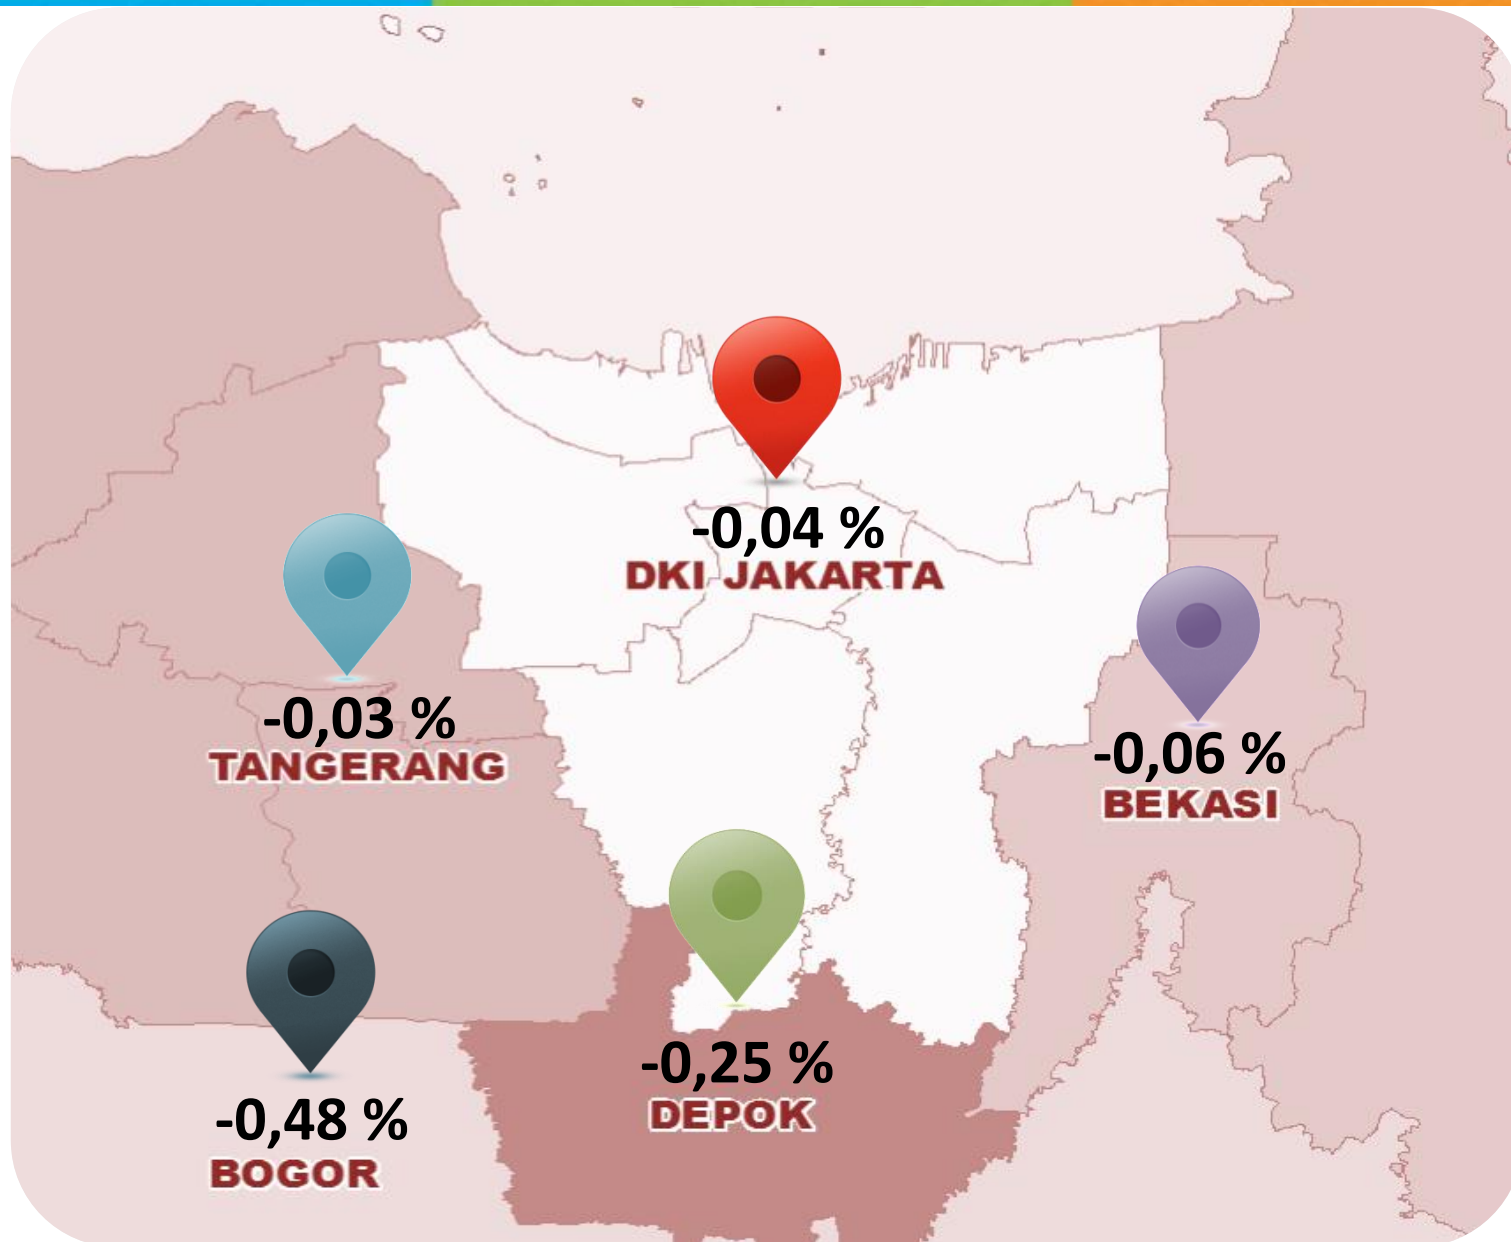 -0,04 %
DKI JAKARTA
-0,03 %
TANGERANG
-0,06 %
BEKASI
-0,25 %
DEPOK
-0,48 %
BOGOR